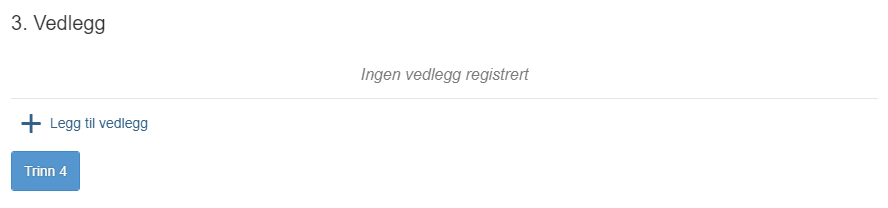 3. Vedlegg
Ingen vedlegg registrert
Legg til vedlegg
Trinn 4